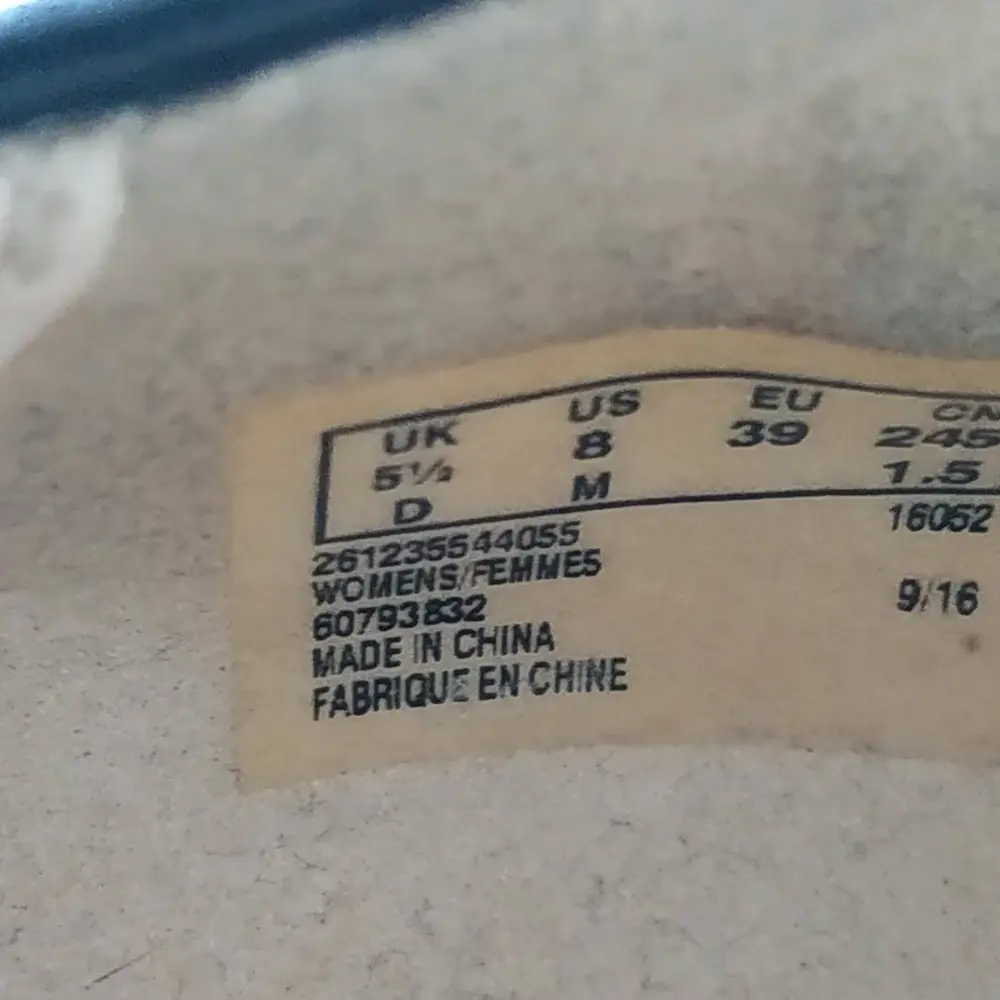 UK US EU CN
5½ 8 39 245
D M 1.5
261235544055 16052
WOMENS/FEMMES
60793832 9/16
MADE IN CHINA
FABRIQUE EN CHINE